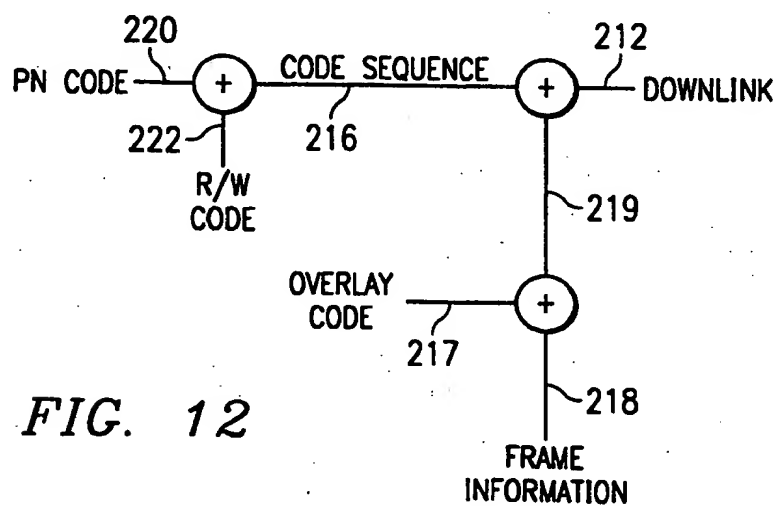 220
212
PN CODE
+
CODE SEQUENCE
+
DOWNLINK
222
216
R/W
CODE
219
OVERLAY
CODE
+
217
218
FIG. 12
FRAME
INFORMATION